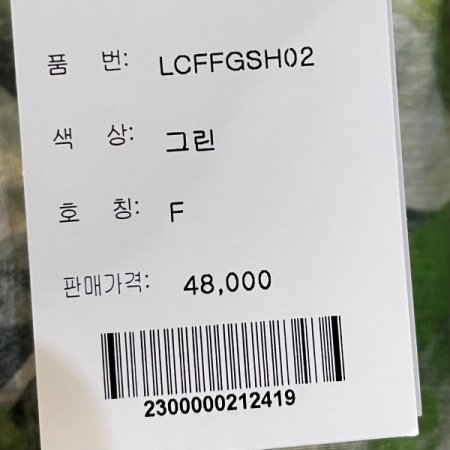 품 번: LCFFGSH02
색 상: 그린
호 칭: F
판매가격: 48,000
2300000212419